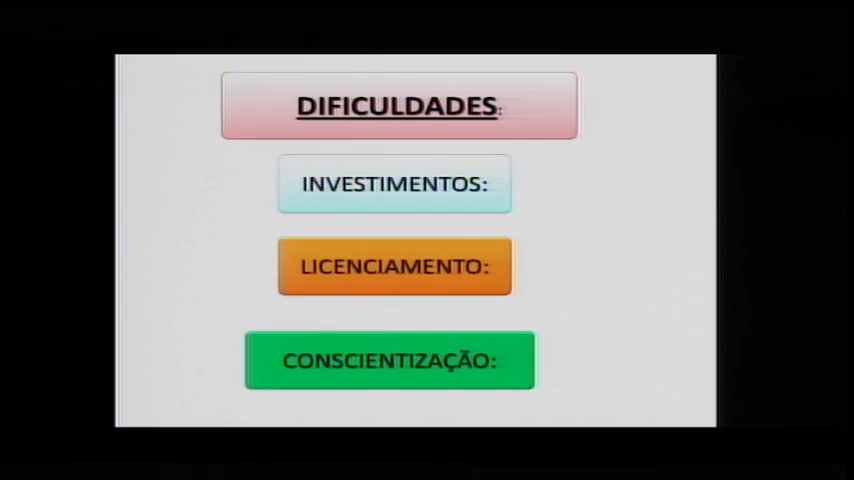 DIFICULDADES:
INVESTIMENTOS:
LICENCIAMENTO:
CONSCIENTIZAÇÃO: